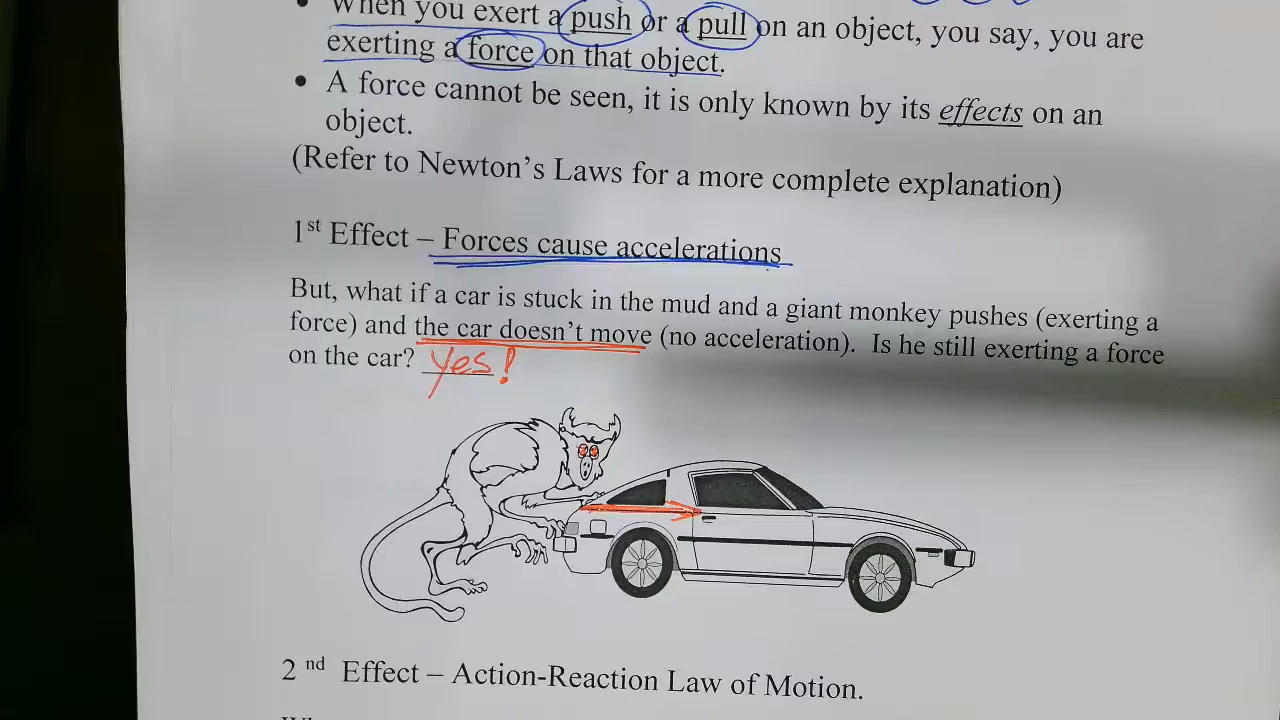 • When you exert a push or a pull on an object, you say, you are
exerting a force on that object.
• A force cannot be seen, it is only known by its effects on an
object.
(Refer to Newton's Laws for a more complete explanation)
1st Effect – Forces cause accelerations
But, what if a car is stuck in the mud and a giant monkey pushes (exerting a
force) and the car doesn't move (no acceleration). Is he still exerting a force
on the car? yes!
2 nd Effect – Action-Reaction Law of Motion.